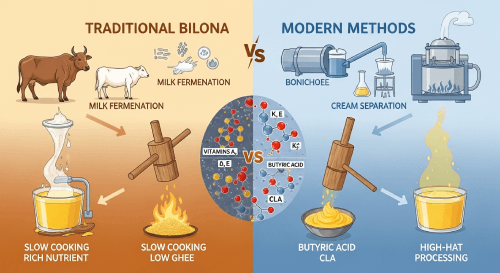 TRADITIONAL BILONA
VS
MODERN METHODS
MILK FERMENATION
MILK FERMENATION
BONICHOEE
CREAM SEPARATION
VITAMINS A,
D, E
VS
K, E
BUTYRIC ACID
CLA
SLOW COOKING
RICH NUTRIENT
SLOW COOKING
LOW GHEE
BUTYRIC ACID
CLA
HIGH-HAT
PROCESSING